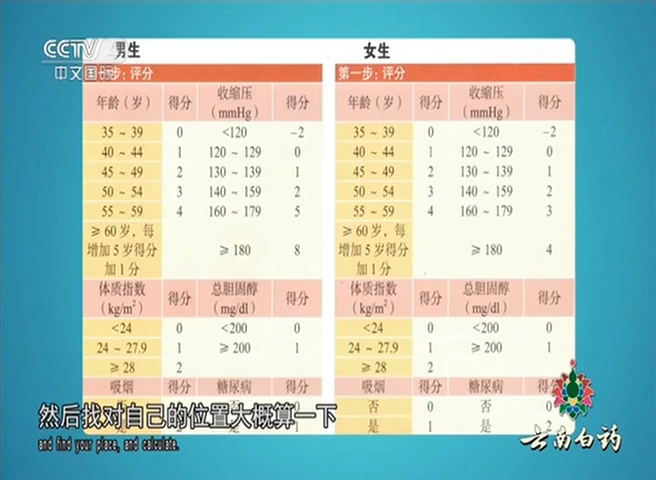 CCTV 4
中文国际
男生
步：评分
年龄（岁） 得分 收缩压（mmHg） 得分
35 ~ 39 0 <120 −2
40 ~ 44 1 120 ~ 129 0
45 ~ 49 2 130 ~ 139 1
50 ~ 54 3 140 ~ 159 2
55 ~ 59 4 160 ~ 179 5
≥ 60 岁，每
增加 5 岁得分 ≥ 180 8
加 1 分
体质指数（kg/m²） 得分 总胆固醇（mg/dl） 得分
<24 0 <200 0
24 ~ 27.9 1 ≥ 200 1
≥ 28 2
吸烟 得分 糖尿病 得分
女生
第一步：评分
年龄（岁） 得分 收缩压（mmHg） 得分
35 ~ 39 0 <120 −2
40 ~ 44 1 120 ~ 129 0
45 ~ 49 2 130 ~ 139 1
50 ~ 54 3 140 ~ 159 2
55 ~ 59 4 160 ~ 179 3
≥ 60 岁，每
增加 5 岁得分 ≥ 180 4
加 1 分
体质指数（kg/m²） 得分 总胆固醇（mg/dl） 得分
<24 0 <200 0
24 ~ 27.9 1 ≥ 200 1
≥ 28 2
吸烟 得分 糖尿病 得分
否 0 否 0
是 1 是 2
然后找对自己的位置大概算一下
and find your place, and calculate.
云南白药